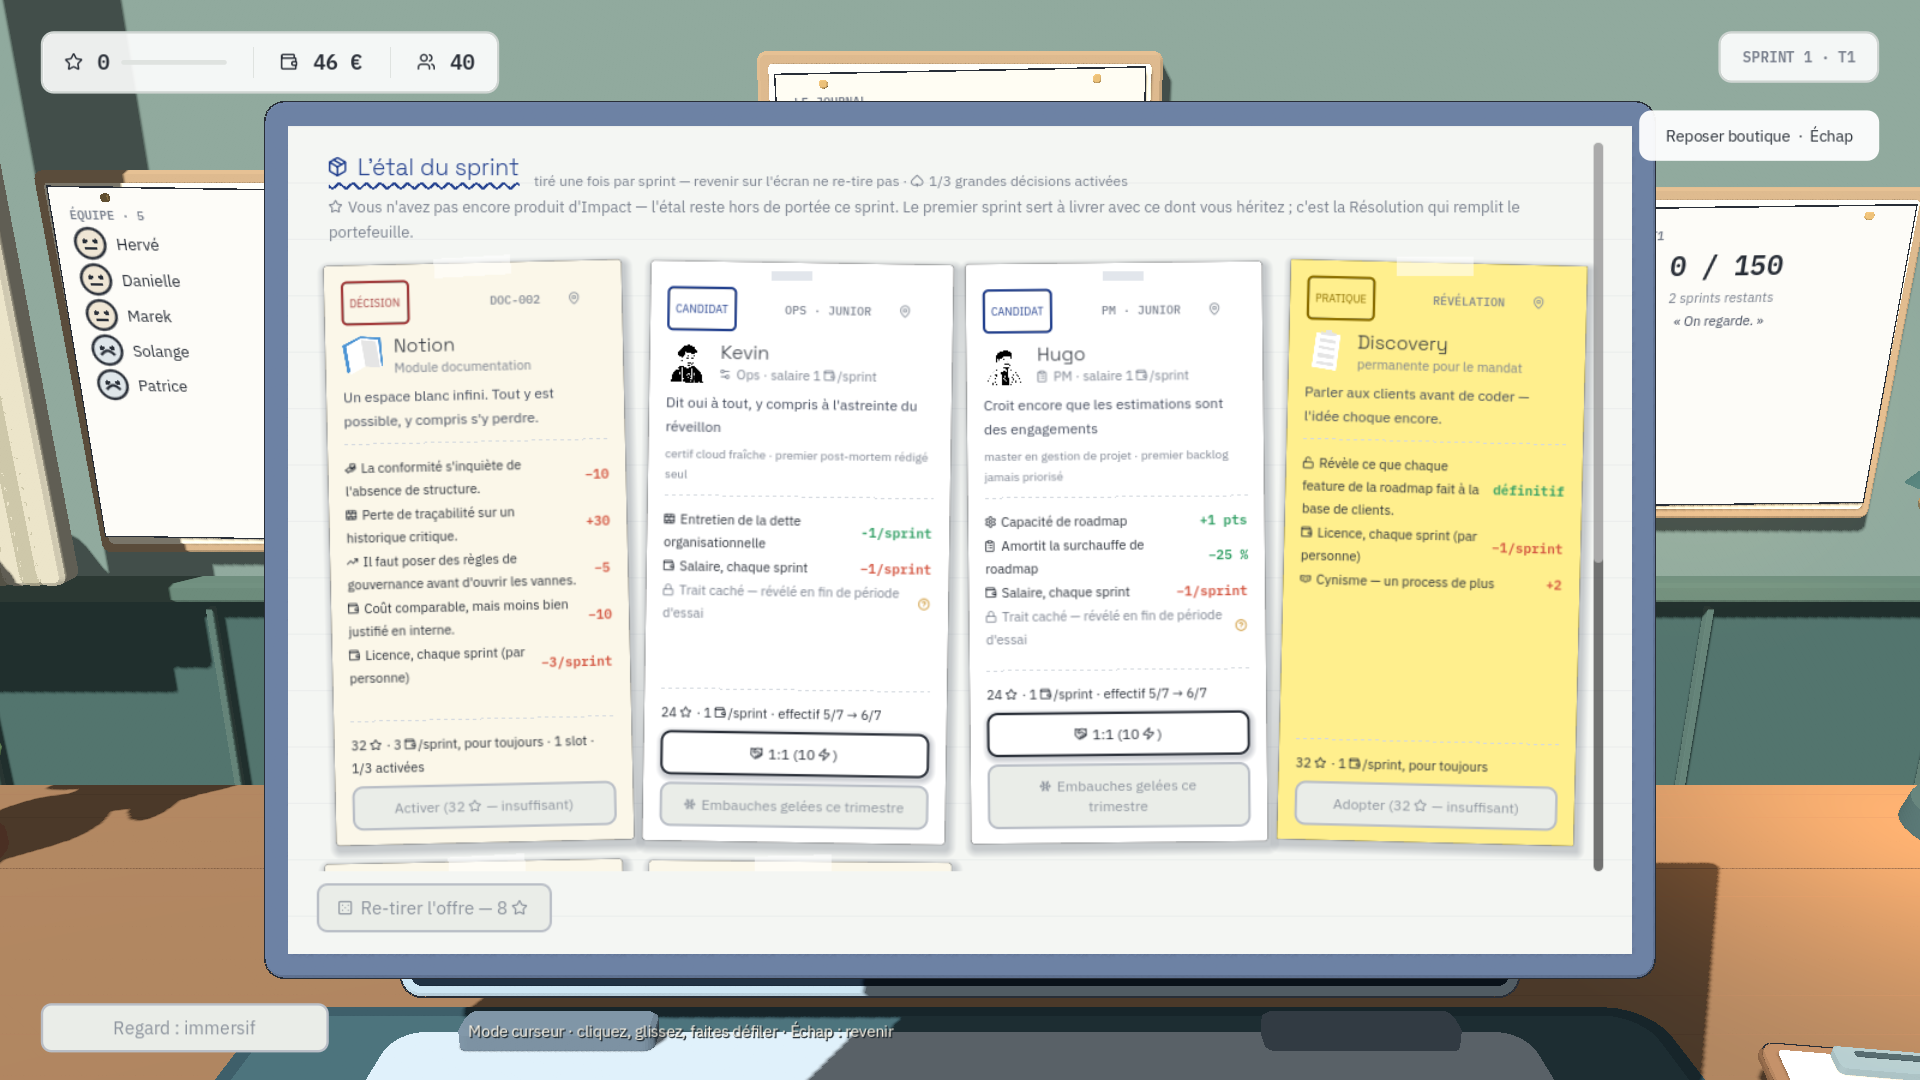 0
46 €
40
SPRINT 1 · T1
LE JOURNAL
Reposer boutique · Échap
L'étal du sprint
tiré une fois par sprint — revenir sur l'écran ne re-tire pas · 1/3 grandes décisions activées
Vous n'avez pas encore produit d'Impact — l'étal reste hors de portée ce sprint. Le premier sprint sert à livrer avec ce dont vous héritez ; c'est la Résolution qui remplit le
portefeuille.
ÉQUIPE · 5
Hervé
Danielle
Marek
Solange
Patrice
DÉCISION
DOC-002
Notion
Module documentation
Un espace blanc infini. Tout y est
possible, y compris s'y perdre.
La conformité s'inquiète de
l'absence de structure.
-10
Perte de traçabilité sur un
historique critique.
+30
Il faut poser des règles de
gouvernance avant d'ouvrir les vannes.
-5
Coût comparable, mais moins bien
justifié en interne.
-10
Licence, chaque sprint (par
personne)
-3/sprint
32 · 3 /sprint, pour toujours · 1 slot ·
1/3 activées
Activer (32 — insuffisant)
CANDIDAT
OPS · JUNIOR
Kevin
Ops · salaire 1 /sprint
Dit oui à tout, y compris à l'astreinte du
réveillon
certif cloud fraîche · premier post-mortem rédigé
seul
Entretien de la dette
organisationnelle
-1/sprint
Salaire, chaque sprint
-1/sprint
Trait caché — révélé en fin de période
d'essai
24 · 1 /sprint · effectif 5/7 → 6/7
1:1 (10 )
Embauches gelées ce trimestre
CANDIDAT
PM · JUNIOR
Hugo
PM · salaire 1 /sprint
Croit encore que les estimations sont
des engagements
master en gestion de projet · premier backlog
jamais priorisé
Capacité de roadmap
+1 pts
Amortit la surchauffe de
roadmap
-25 %
Salaire, chaque sprint
-1/sprint
Trait caché — révélé en fin de période
d'essai
24 · 1 /sprint · effectif 5/7 → 6/7
1:1 (10 )
Embauches gelées ce
trimestre
PRATIQUE
RÉVÉLATION
Discovery
permanente pour le mandat
Parler aux clients avant de coder —
l'idée choque encore.
Révèle ce que chaque
feature de la roadmap fait à la
base de clients.
définitif
Licence, chaque sprint (par
personne)
-1/sprint
Cynisme — un process de plus
+2
32 · 1 /sprint, pour toujours
Adopter (32 — insuffisant)
0 / 150
2 sprints restants
« On regarde. »
Re-tirer l'offre — 8
Regard : immersif
Mode curseur · cliquez, glissez, faites défiler · Échap : revenir